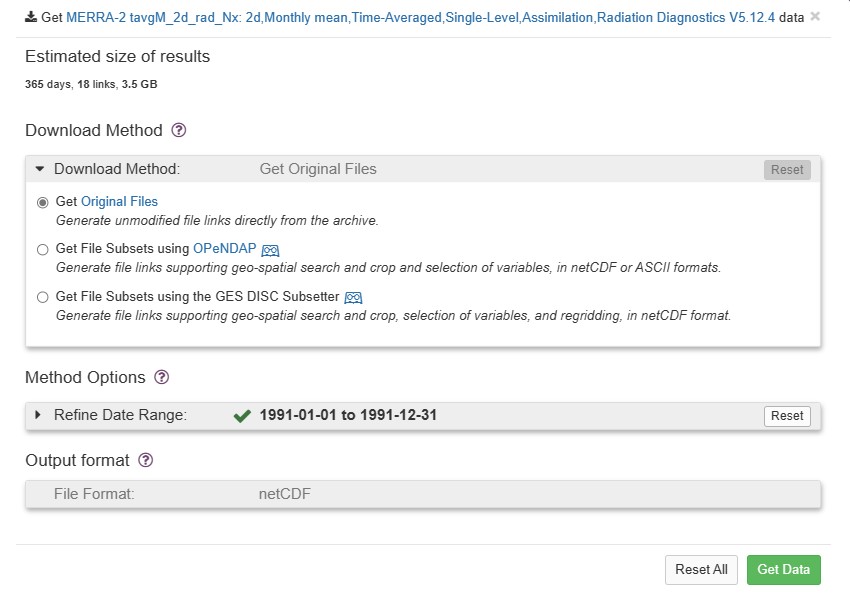 Get MERRA-2 tavgM_2d_rad_Nx: 2d,Monthly mean,Time-Averaged,Single-Level,Assimilation,Radiation Diagnostics V5.12.4 data ×
Estimated size of results
365 days, 18 links, 3.5 GB
Download Method ?
Download Method: Get Original Files Reset
Get Original Files
Generate unmodified file links directly from the archive.
Get File Subsets using OPeNDAP
Generate file links supporting geo-spatial search and crop and selection of variables, in netCDF or ASCII formats.
Get File Subsets using the GES DISC Subsetter
Generate file links supporting geo-spatial search and crop, selection of variables, and regridding, in netCDF format.
Method Options ?
Refine Date Range: 1991-01-01 to 1991-12-31 Reset
Output format ?
File Format: netCDF
Reset All Get Data